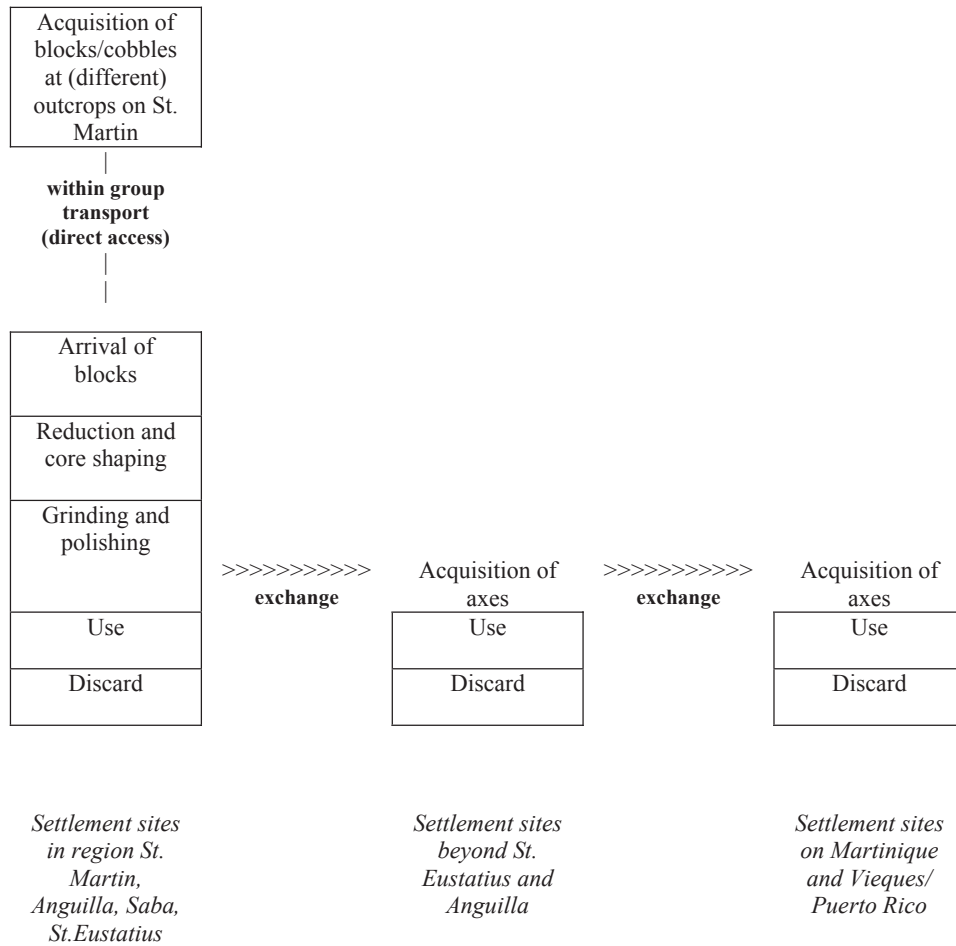 Acquisition of
blocks/cobbles
at (different)
outcrops on St.
Martin
within group
transport
(direct access)
Arrival of
blocks
Reduction and
core shaping
Grinding and
polishing
>>>>>>>>>>>
exchange
Acquisition of
axes
>>>>>>>>>>>
exchange
Acquisition of
axes
Use
Use
Use
Discard
Discard
Discard
Settlement sites
in region St.
Martin,
Anguilla, Saba,
St.Eustatius
Settlement sites
beyond St.
Eustatius and
Anguilla
Settlement sites
on Martinique
and Vieques/
Puerto Rico